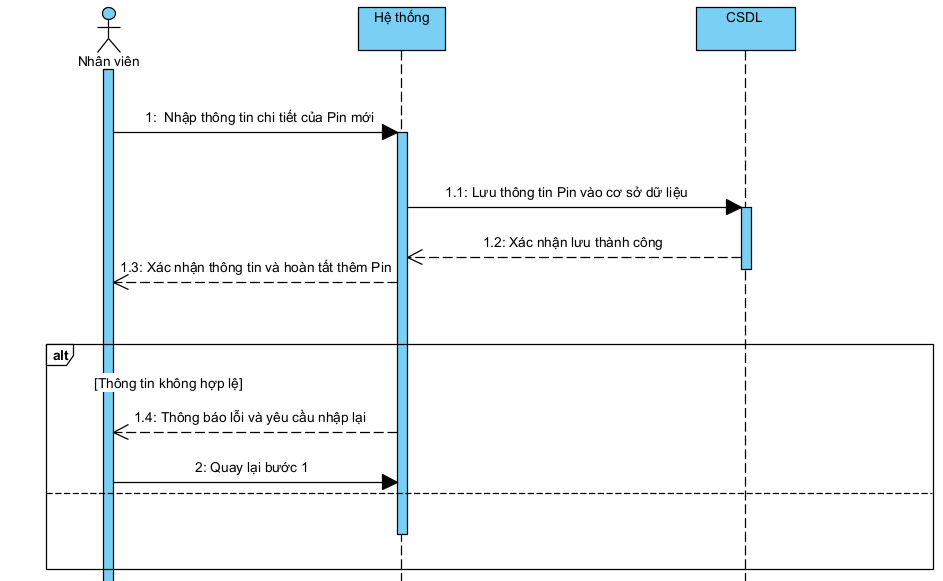 Hệ thống
CSDL
Nhân viên
1: Nhập thông tin chi tiết của Pin mới
1.1: Lưu thông tin Pin vào cơ sở dữ liệu
1.2: Xác nhận lưu thành công
1.3: Xác nhận thông tin và hoàn tất thêm Pin
alt
[Thông tin không hợp lệ]
1.4: Thông báo lỗi và yêu cầu nhập lại
2: Quay lại bước 1